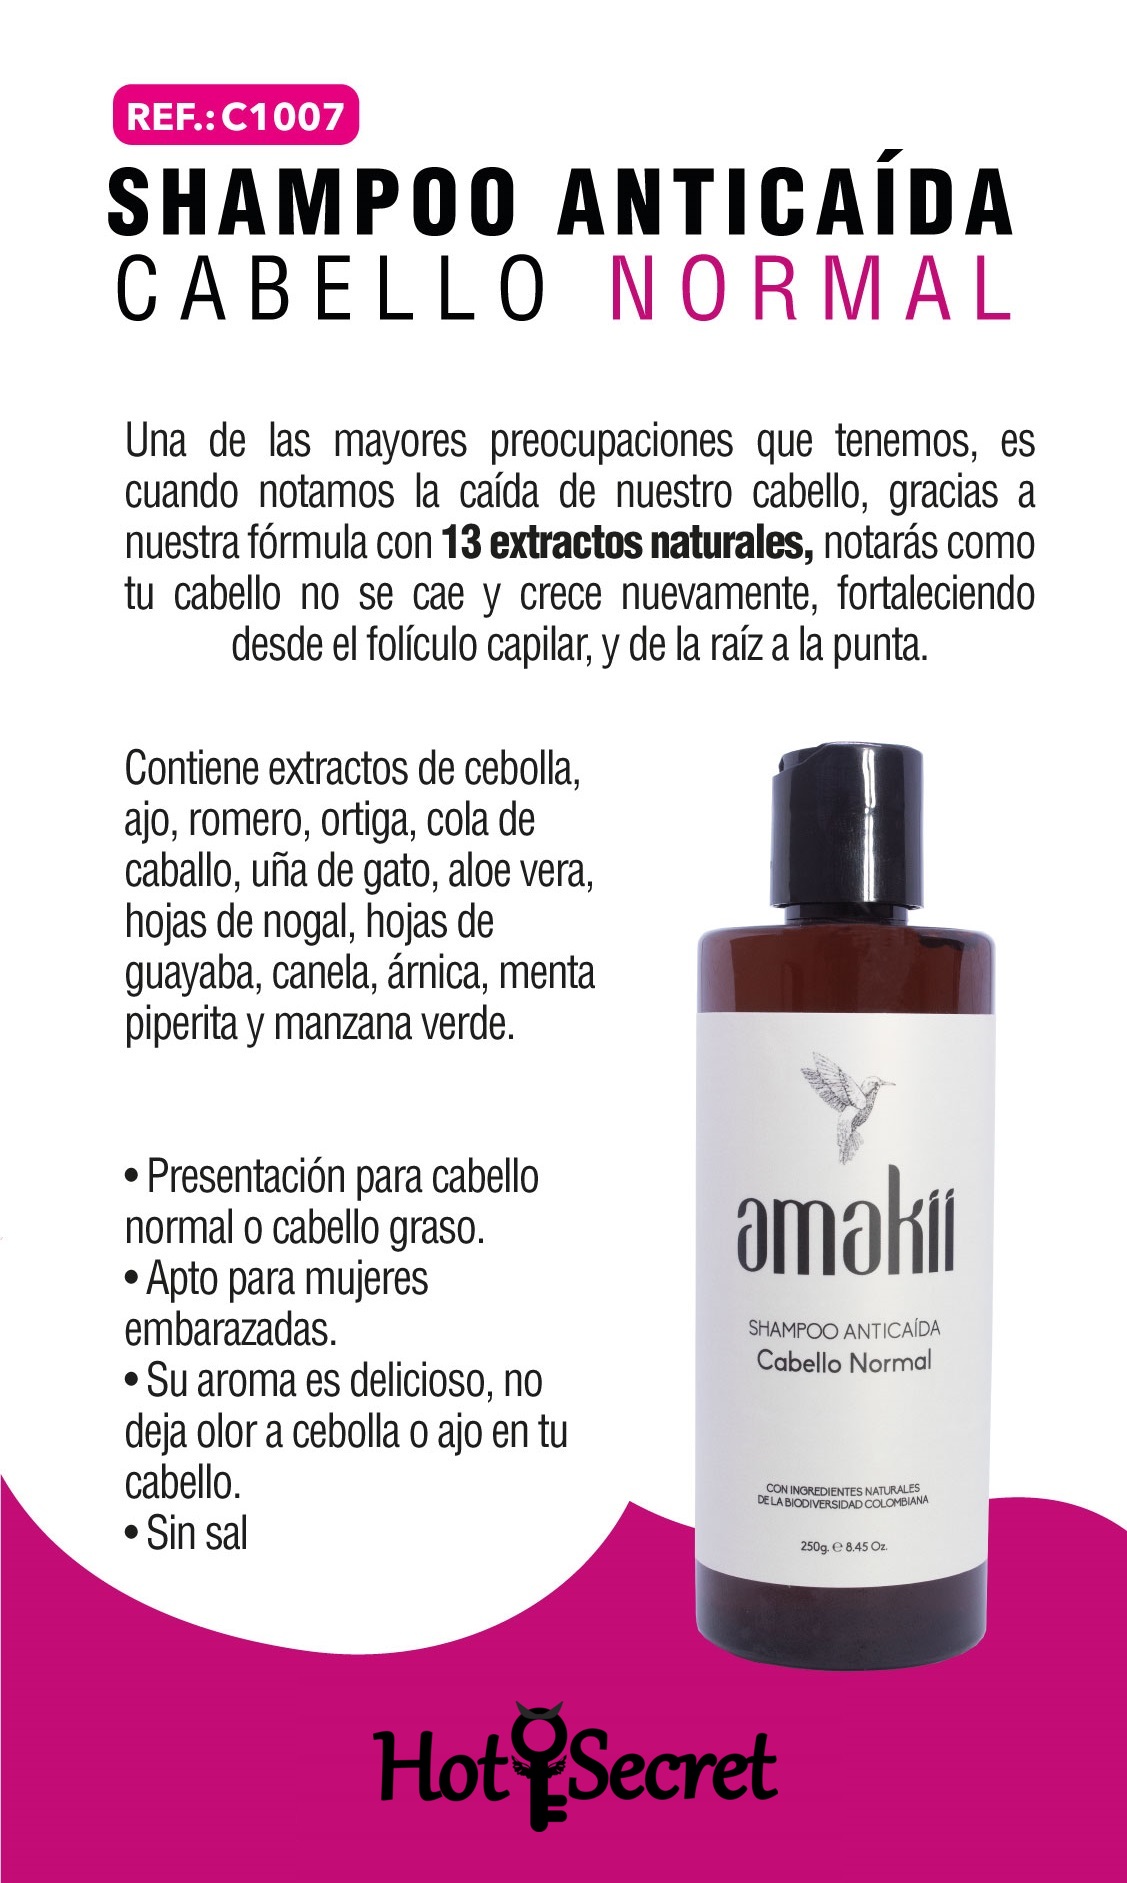 REF.: C1007
SHAMPOO ANTICAÍDA
CABELLO NORMAL
Una de las mayores preocupaciones que tenemos, es
cuando notamos la caída de nuestro cabello, gracias a
nuestra fórmula con 13 extractos naturales, notarás como
tu cabello no se cae y crece nuevamente, fortaleciendo
desde el folículo capilar, y de la raíz a la punta.
Contiene extractos de cebolla,
ajo, romero, ortiga, cola de
caballo, uña de gato, aloe vera,
hojas de nogal, hojas de
guayaba, canela, árnica, menta
piperita y manzana verde.
• Presentación para cabello
normal o cabello graso.
• Apto para mujeres
embarazadas.
• Su aroma es delicioso, no
deja olor a cebolla o ajo en tu
cabello.
• Sin sal
amakii
SHAMPOO ANTICAÍDA
Cabello Normal
CON INGREDIENTES NATURALES
DE LA BIODIVERSIDAD COLOMBIANA
250g. ℮ 8.45 Oz.
Hot Secret